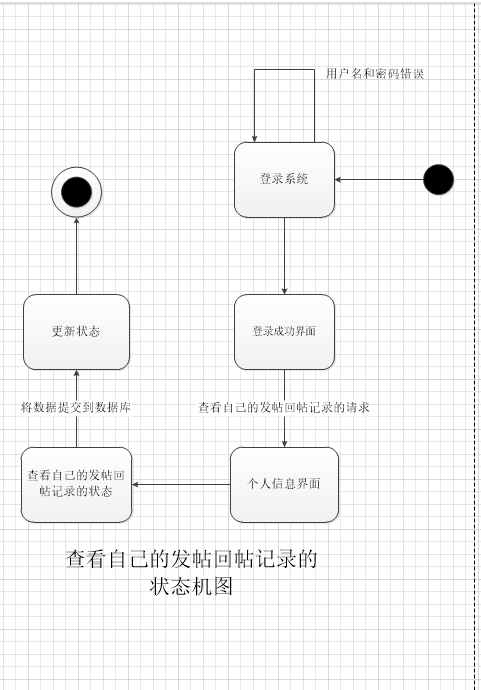 用户名和密码错误
登录系统
更新状态
登录成功界面
将数据提交到数据库
查看自己的发帖回帖记录的请求
查看自己的发帖回
帖记录的状态
个人信息界面
查看自己的发帖回帖记录的
状态机图